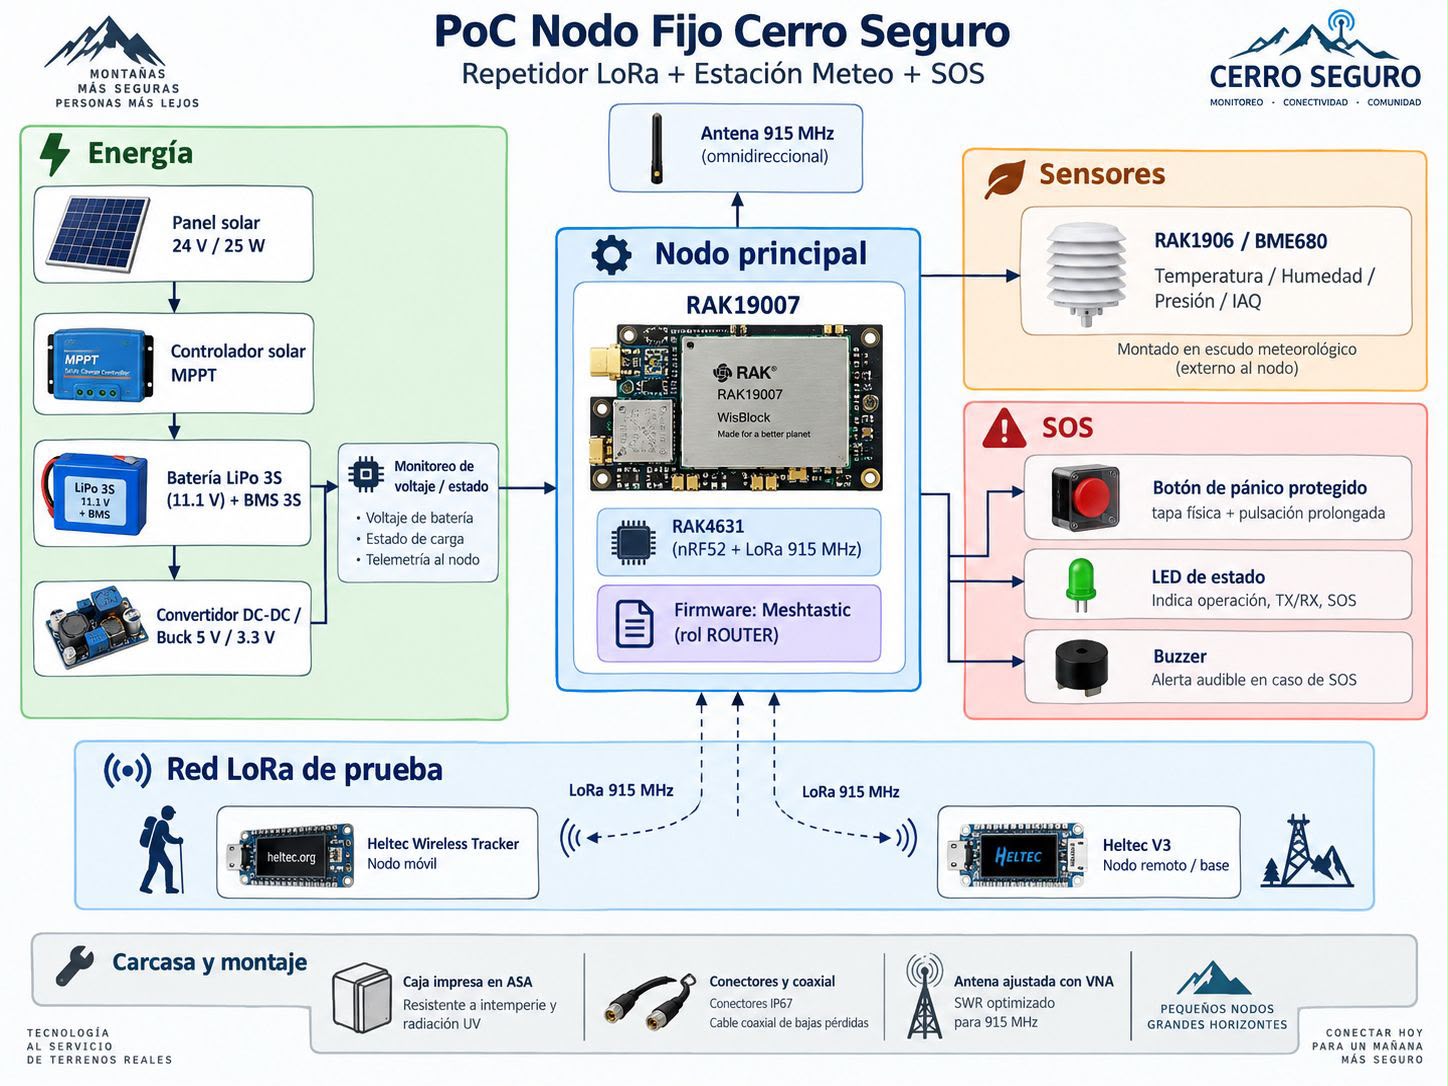 MONTAÑAS
MÁS SEGURAS
PERSONAS MÁS LEJOS
PoC Nodo Fijo Cerro Seguro
Repetidor LoRa + Estación Meteo + SOS
CERRO SEGURO
MONITOREO • CONECTIVIDAD • COMUNIDAD
Energía
Panel solar
24 V / 25 W
MPPT
Controlador solar
MPPT
LiPo 3S
11.1 V
+ BMS
Batería LiPo 3S
(11.1 V) + BMS 3S
Convertidor DC-DC /
Buck 5 V / 3.3 V
Monitoreo de
voltaje / estado
• Voltaje de batería
• Estado de carga
• Telemetría al nodo
Antena 915 MHz
(omnidireccional)
Nodo principal
RAK19007
RAK®
RAK19007
WisBlock
Made for a better planet
RAK4631
(nRF52 + LoRa 915 MHz)
Firmware: Meshtastic
(rol ROUTER)
Sensores
RAK1906 / BME680
Temperatura / Humedad /
Presión / IAQ
Montado en escudo meteorológico
(externo al nodo)
SOS
Botón de pánico protegido
tapa física + pulsación prolongada
LED de estado
Indica operación, TX/RX, SOS
Buzzer
Alerta audible en caso de SOS
Red LoRa de prueba
LoRa 915 MHz
LoRa 915 MHz
heltec.org
Heltec Wireless Tracker
Nodo móvil
HELTEC
Heltec V3
Nodo remoto / base
Carcasa y montaje
Caja impresa en ASA
Resistente a intemperie y
radiación UV
Conectores y coaxial
Conectores IP67
Cable coaxial de bajas pérdidas
Antena ajustada con VNA
SWR optimizado
para 915 MHz
PEQUEÑOS NODOS
GRANDES HORIZONTES
TECNOLOGÍA
AL SERVICIO
DE TERRENOS REALES
CONECTAR HOY
PARA UN MAÑANA
MÁS SEGURO